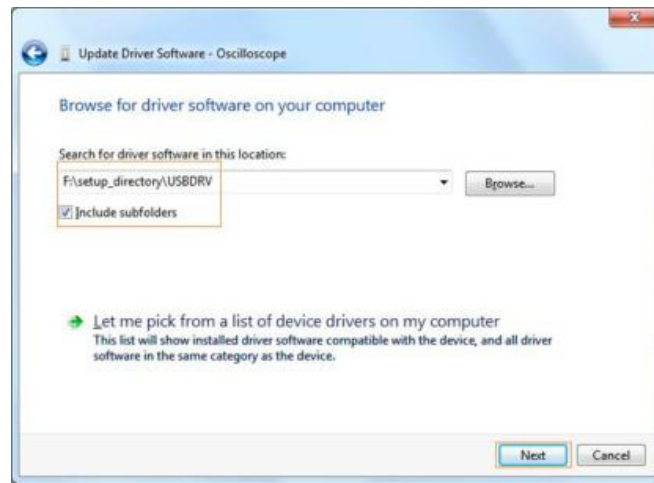 Update Driver Software - Oscilloscope
Browse for driver software on your computer
Search for driver software in this location:
F:\setup_directory\USBDRV
Browse...
Include subfolders
Let me pick from a list of device drivers on my computer
This list will show installed driver software compatible with the device, and all driver
software in the same category as the device.
Next
Cancel